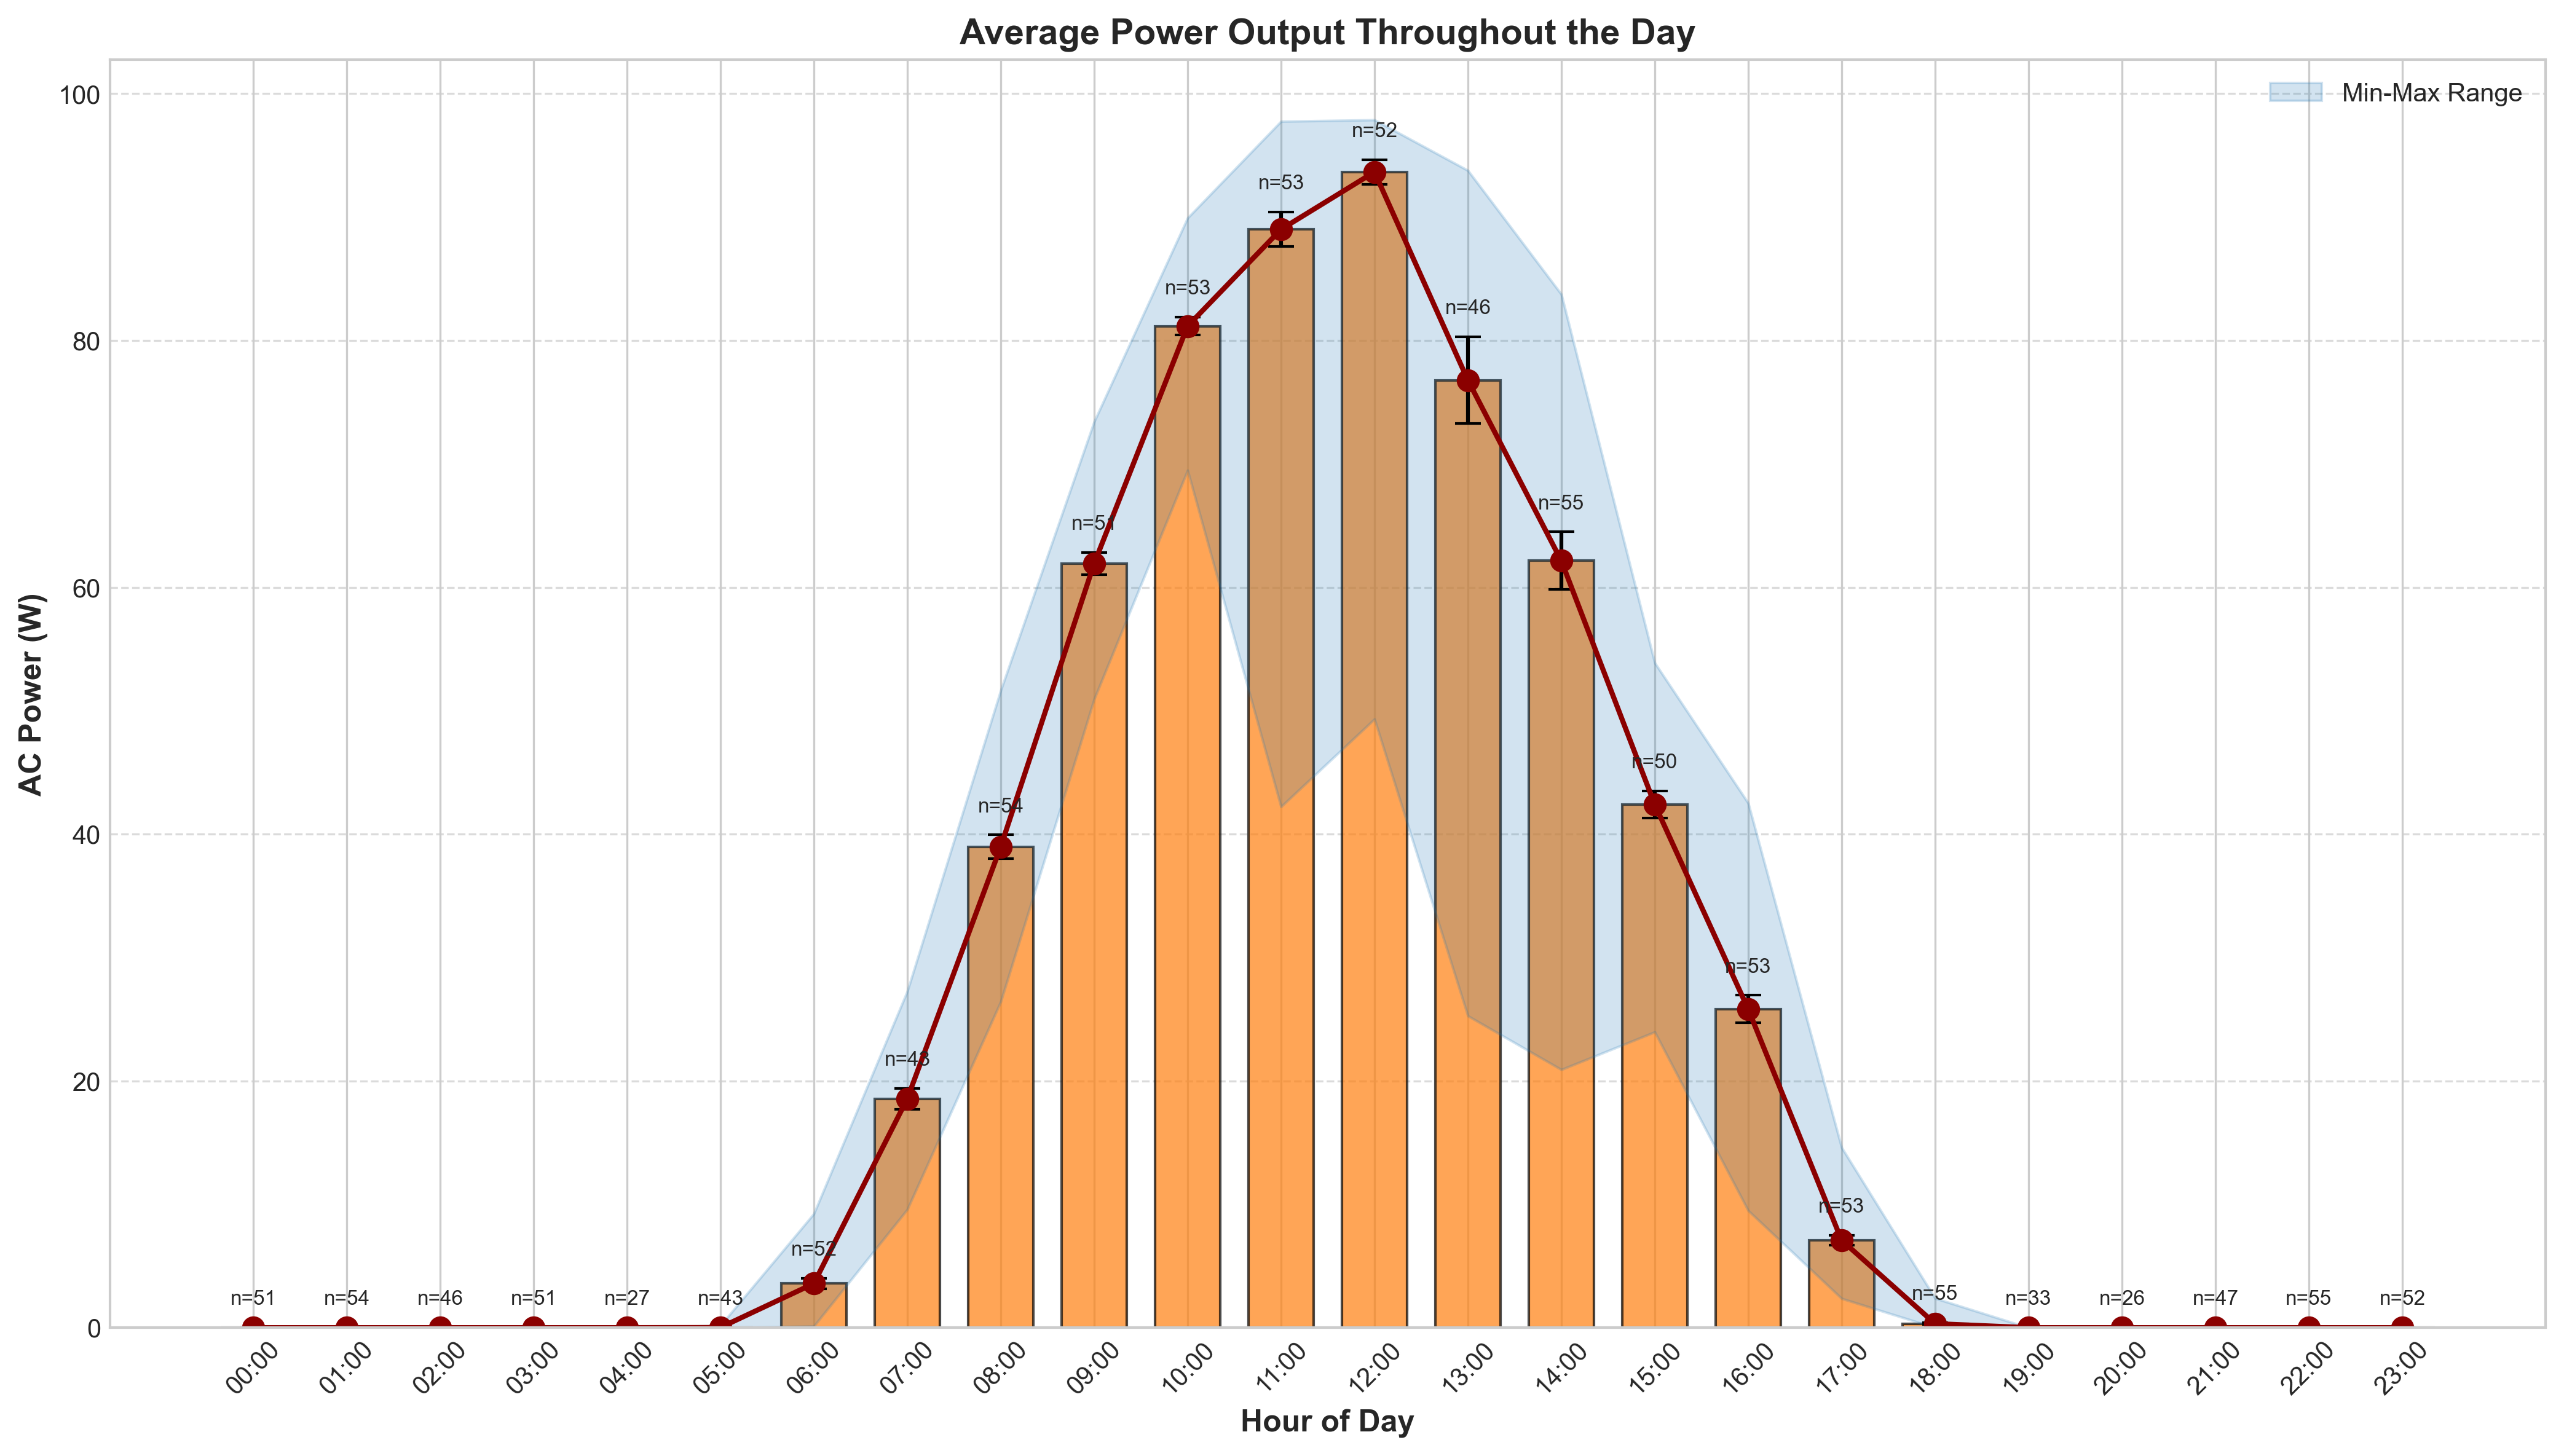 Average Power Output Throughout the Day
Min-Max Range
AC Power (W)
100
80
60
40
20
0
n=51
n=54
n=46
n=51
n=27
n=43
n=52
n=43
n=54
n=51
n=53
n=53
n=52
n=46
n=55
n=50
n=53
n=53
n=55
n=33
n=26
n=47
n=55
n=52
00:00
01:00
02:00
03:00
04:00
05:00
06:00
07:00
08:00
09:00
10:00
11:00
12:00
13:00
14:00
15:00
16:00
17:00
18:00
19:00
20:00
21:00
22:00
23:00
Hour of Day